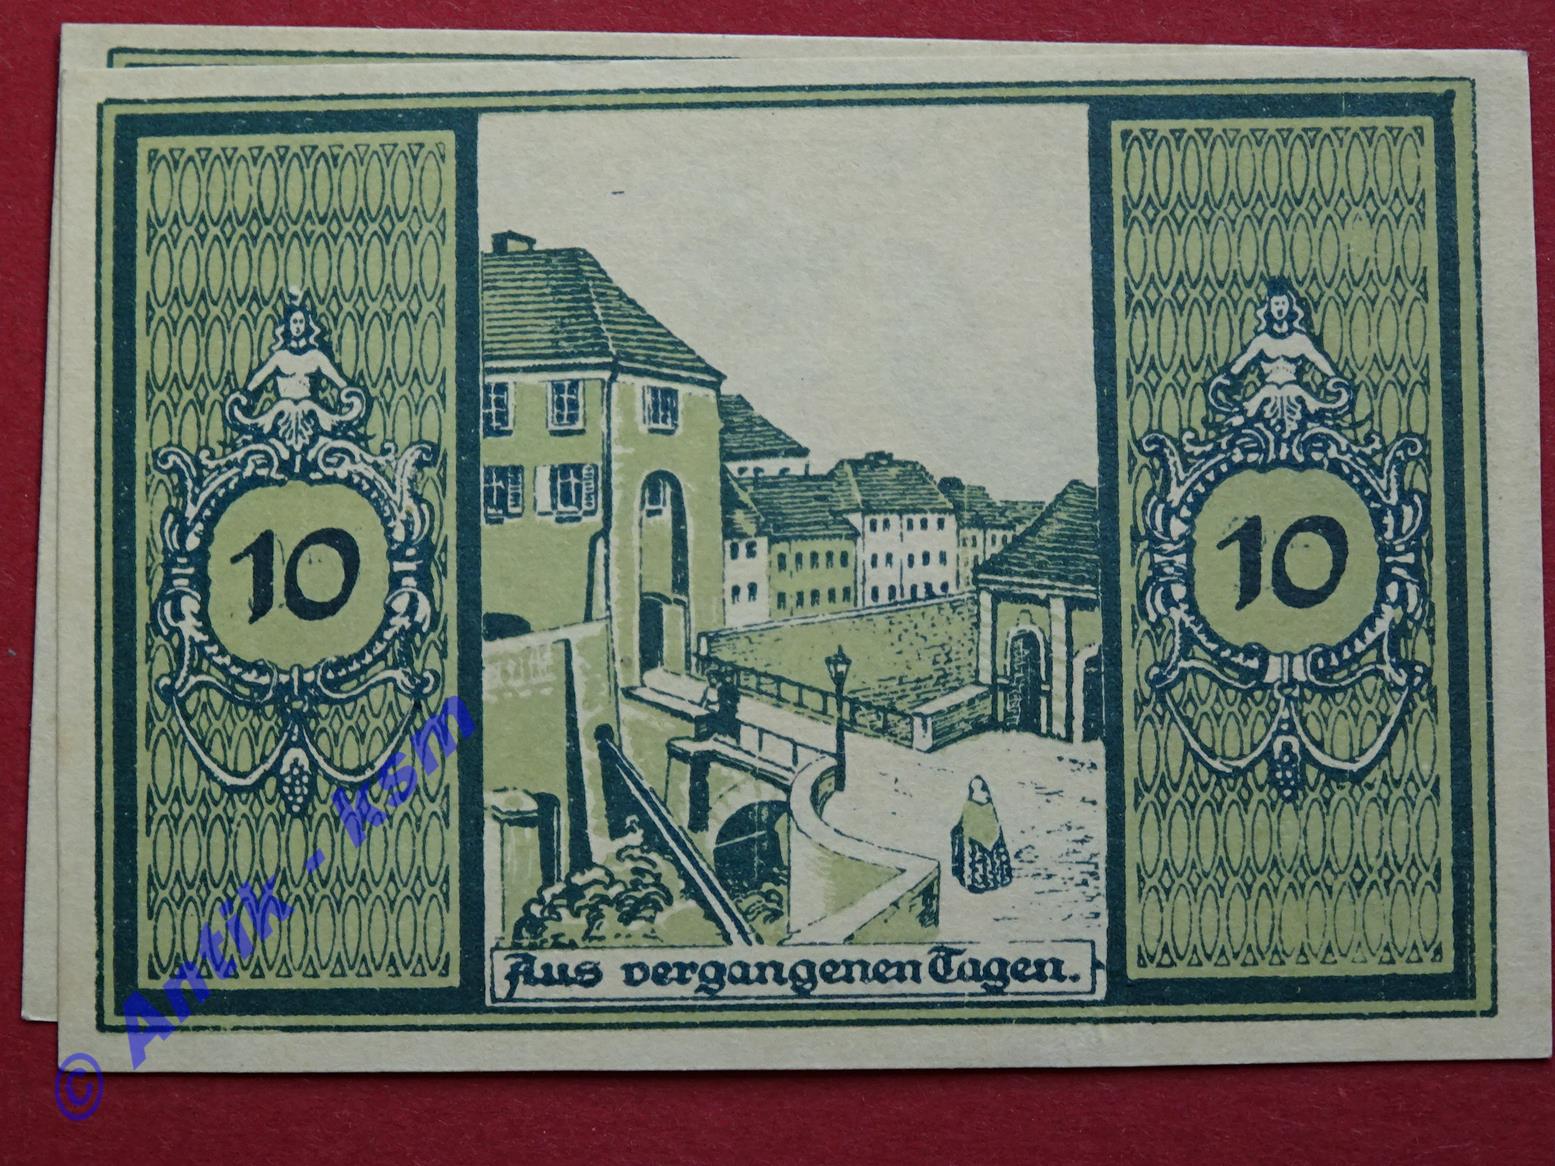 10
10
Aus vergangenen Tagen.
© Antik - ksm